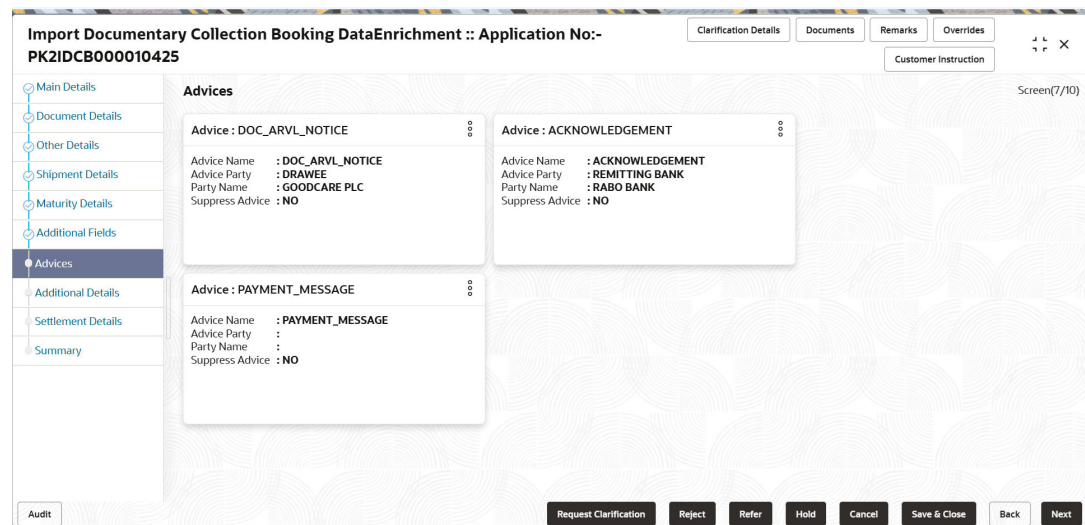 Import Documentary Collection Booking DataEnrichment :: Application No:-
PK2IDCB000010425
Clarification Details
Documents
Remarks
Overrides
Customer Instruction
Main Details
Document Details
Other Details
Shipment Details
Maturity Details
Additional Fields
Advices
Additional Details
Settlement Details
Summary
Advices
Screen(7/10)
Advice : DOC_ARVL_NOTICE
Advice Name : DOC_ARVL_NOTICE
Advice Party : DRAWEE
Party Name : GOODCARE PLC
Suppress Advice : NO
Advice : ACKNOWLEDGEMENT
Advice Name : ACKNOWLEDGEMENT
Advice Party : REMITTING BANK
Party Name : RABO BANK
Suppress Advice : NO
Advice : PAYMENT_MESSAGE
Advice Name : PAYMENT_MESSAGE
Advice Party :
Party Name :
Suppress Advice : NO
Audit
Request Clarification
Reject
Refer
Hold
Cancel
Save & Close
Back
Next